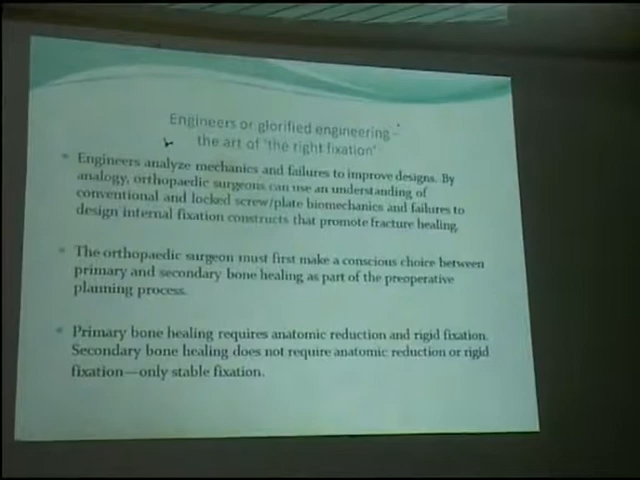 Engineers or glorified engineering –
the art of 'the right fixation'
Engineers analyze mechanics and failures to improve designs. By
analogy, orthopaedic surgeons can use an understanding of
conventional and locked screw/plate biomechanics and failures to
design internal fixation constructs that promote fracture healing.
The orthopaedic surgeon must first make a conscious choice between
primary and secondary bone healing as part of the preoperative
planning process.
Primary bone healing requires anatomic reduction and rigid fixation.
Secondary bone healing does not require anatomic reduction or rigid
fixation—only stable fixation.